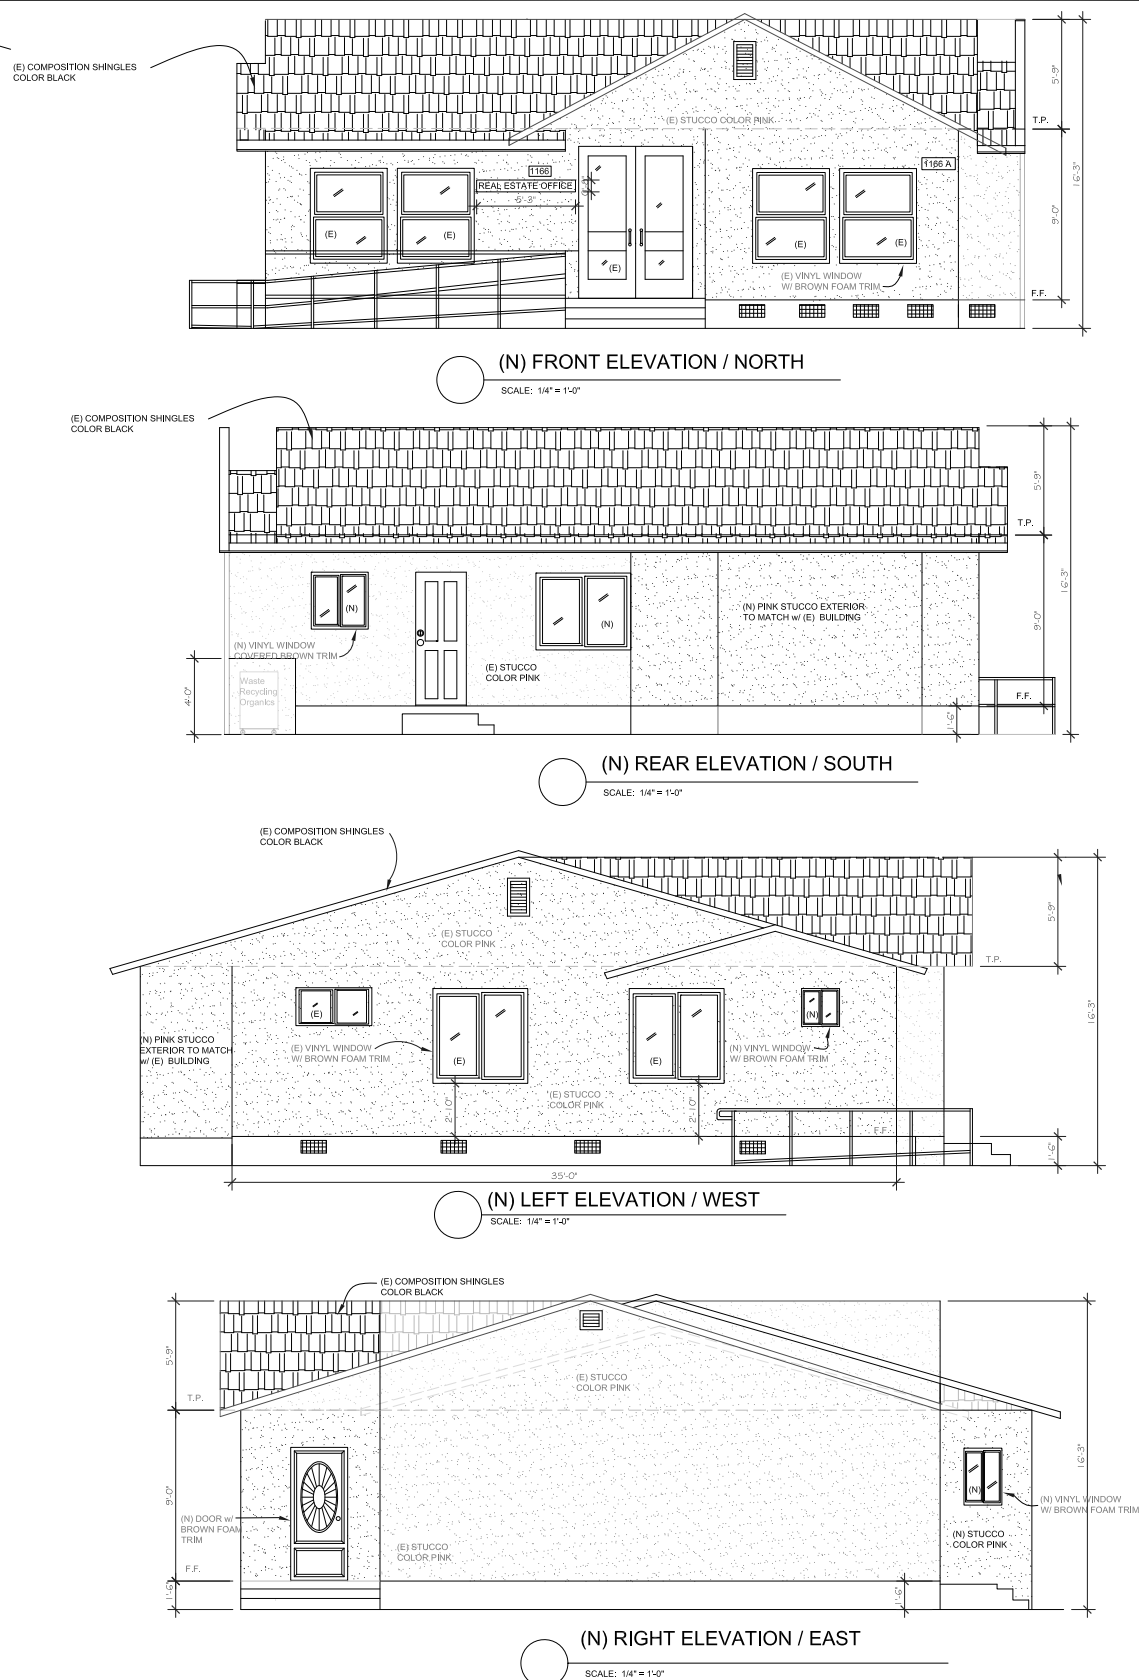 (E) COMPOSITION SHINGLES
COLOR BLACK
(E) STUCCO COLOR PINK
5'-9"
T.P.
16'-3"
9'-0"
F.F.
1166
REAL ESTATE OFFICE
5'-3"
1166 A
(E)
(E)
(E)
(E)
(E)
(E) VINYL WINDOW
W/ BROWN FOAM TRIM
(N) FRONT ELEVATION / NORTH
SCALE: 1/4" = 1'-0"
(E) COMPOSITION SHINGLES
COLOR BLACK
5'-9"
T.P.
16'-3"
9'-0"
F.F.
1'-6"
(N)
(N)
(N) VINYL WINDOW
COVERED BROWN TRIM
(E) STUCCO
COLOR PINK
(N) PINK STUCCO EXTERIOR
TO MATCH w/ (E) BUILDING
4'-0"
Waste
Recycling
Organics
(N) REAR ELEVATION / SOUTH
SCALE: 1/4" = 1'-0"
(E) COMPOSITION SHINGLES
COLOR BLACK
(E) STUCCO
COLOR PINK
5'-9"
T.P.
16'-3"
(E)
(E)
(E)
(N)
(N) PINK STUCCO
EXTERIOR TO MATCH
w/ (E) BUILDING
(E) VINYL WINDOW
W/ BROWN FOAM TRIM
(N) VINYL WINDOW
W/ BROWN FOAM TRIM
(E) STUCCO
COLOR PINK
2'-10"
2'-10"
F.F.
1'-6"
35'-0"
(N) LEFT ELEVATION / WEST
SCALE: 1/4" = 1'-0"
(E) COMPOSITION SHINGLES
COLOR BLACK
5'-9"
T.P.
9'-0"
F.F.
1'-6"
(E) STUCCO
COLOR PINK
(N) DOOR w/
BROWN FOAM
TRIM
(E) STUCCO
COLOR PINK
1'-6"
(N)
(N) VINYL WINDOW
W/ BROWN FOAM TRIM
(N) STUCCO
COLOR PINK
16'-3"
(N) RIGHT ELEVATION / EAST
SCALE: 1/4" = 1'-0"